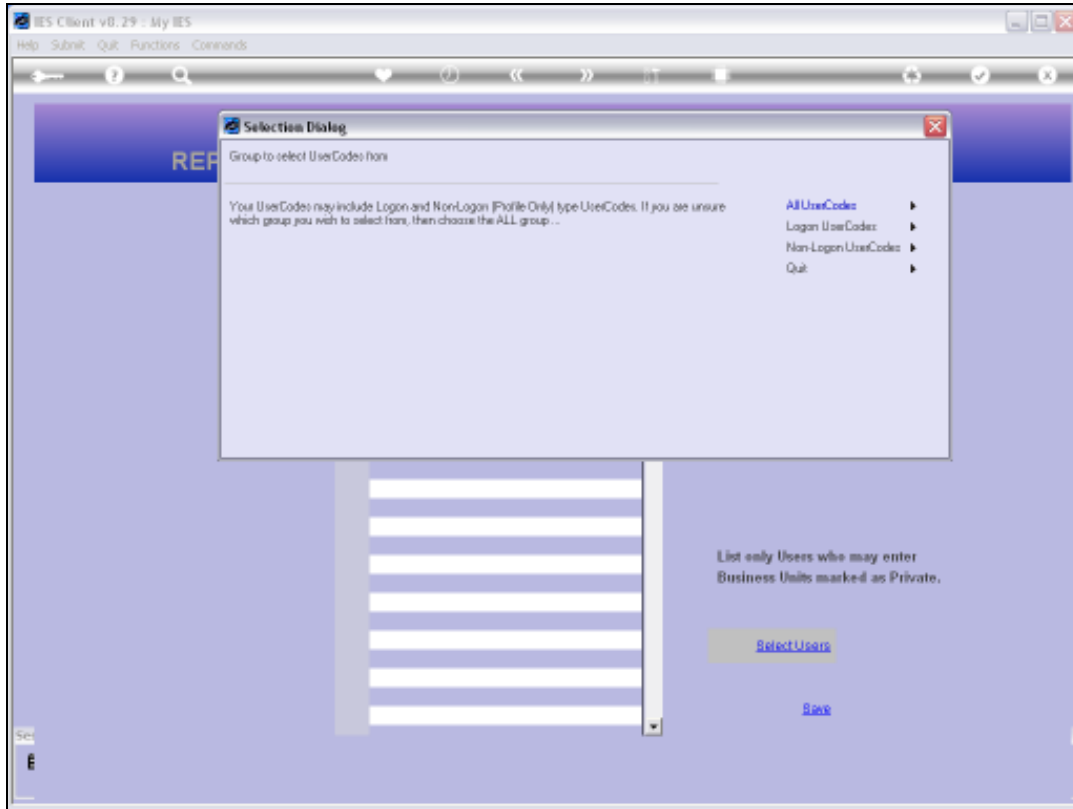 IES Client v8.29 : My IES
Help Submit Quit Functions Commands
REP
Selection Dialog
Group to select UserCodes from
Your UserCodes may include Logon and Non-Logon (Profile Only) type UserCodes. If you are unsure
which group you wish to select from, then choose the ALL group...
All UserCodes
Logon UserCodes
Non-Logon UserCodes
Quit
List only Users who may enter
Business Units marked as Private.
Select Users
Save
Se